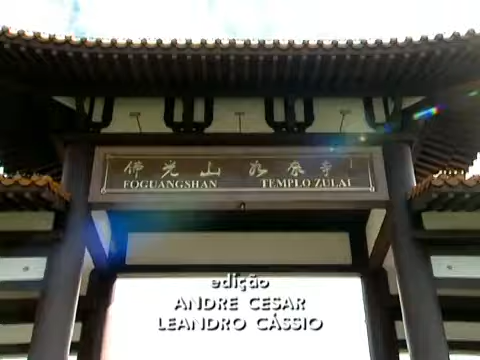 佛光山 如來寺
FOGUANGSHAN TEMPLO ZULAI
edição
ANDRE CESAR
LEANDRO CÁSSIO